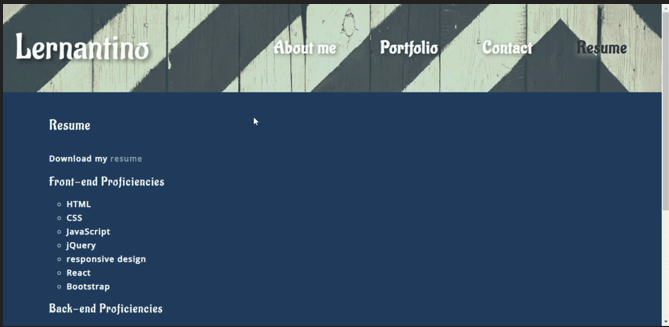 Lernantino
About me Portfolio Contact Resume
Resume
Download my resume
Front-end Proficiencies
HTML
CSS
JavaScript
jQuery
responsive design
React
Bootstrap
Back-end Proficiencies